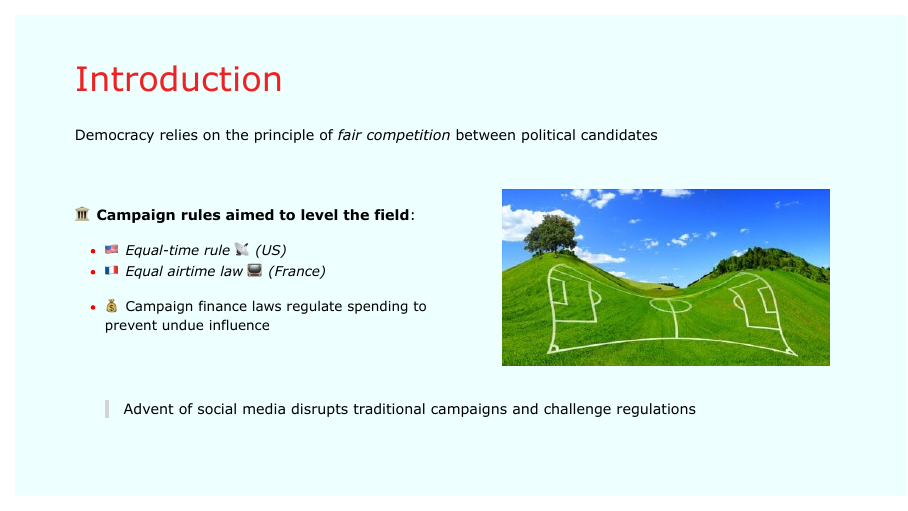 Introduction
Democracy relies on the principle of fair competition between political candidates
🏛️ Campaign rules aimed to level the field:
• 🇺🇸 Equal-time rule 📡 (US)
• 🇫🇷 Equal airtime law 📺 (France)
• 💰 Campaign finance laws regulate spending to
prevent undue influence
Advent of social media disrupts traditional campaigns and challenge regulations